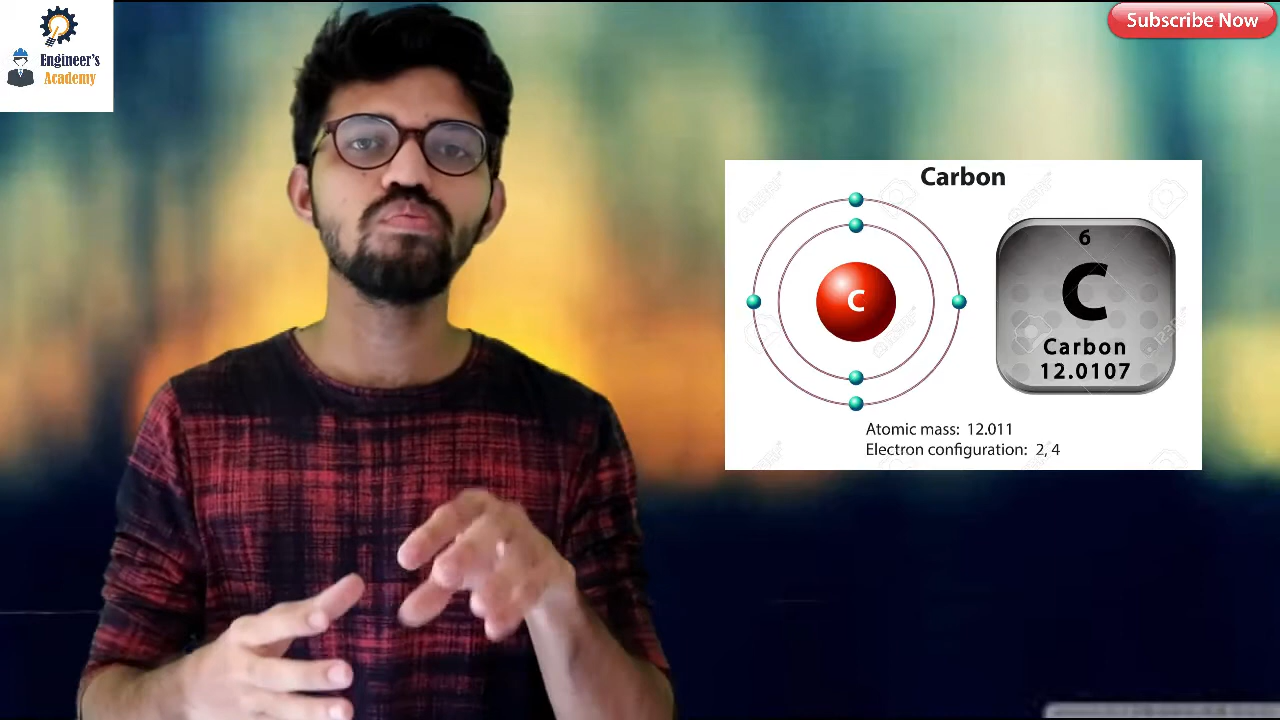 Engineer's
Academy
Subscribe Now
Carbon
C
6
C
Carbon
12.0107
Atomic mass: 12.011
Electron configuration: 2, 4